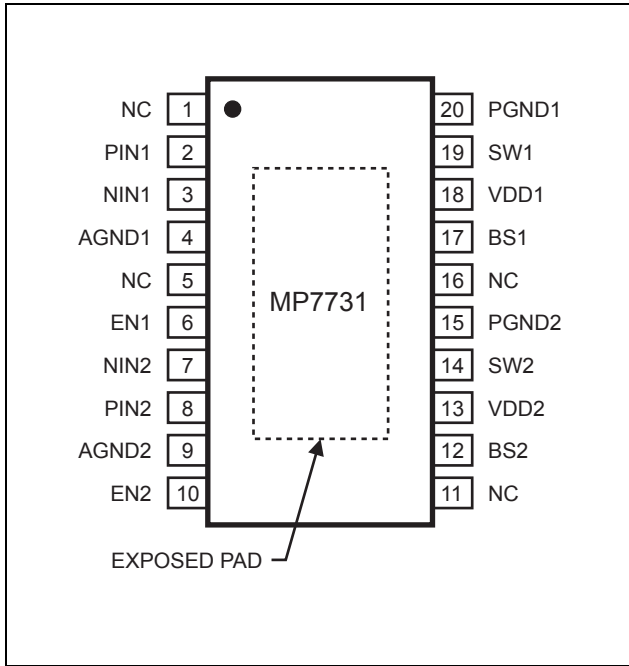 NC 1 20 PGND1
PIN1 2 19 SW1
NIN1 3 18 VDD1
AGND1 4 17 BS1
NC 5 16 NC
MP7731
EN1 6 15 PGND2
NIN2 7 14 SW2
PIN2 8 13 VDD2
AGND2 9 12 BS2
EN2 10 11 NC
EXPOSED PAD